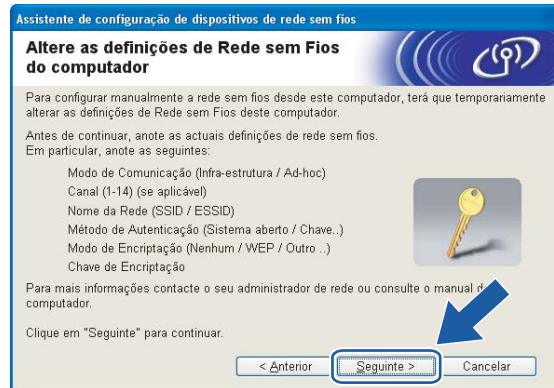 Assistente de configuração de dispositivos de rede sem fios
Altere as definições de Rede sem Fios
do computador
Para configurar manualmente a rede sem fios desde este computador, terá que temporariamente
alterar as definições de Rede sem Fios deste computador.
Antes de continuar, anote as actuais definições de rede sem fios.
Em particular, anote as seguintes:
Modo de Comunicação (Infra-estrutura / Ad-hoc)
Canal (1-14) (se aplicável)
Nome da Rede (SSID / ESSID)
Método de Autenticação (Sistema aberto / Chave..)
Modo de Encriptação (Nenhum / WEP / Outro ..)
Chave de Encriptação
Para mais informações contacte o seu administrador de rede ou consulte o manual
computador.
Clique em "Seguinte" para continuar.
< Anterior Seguinte > Cancelar